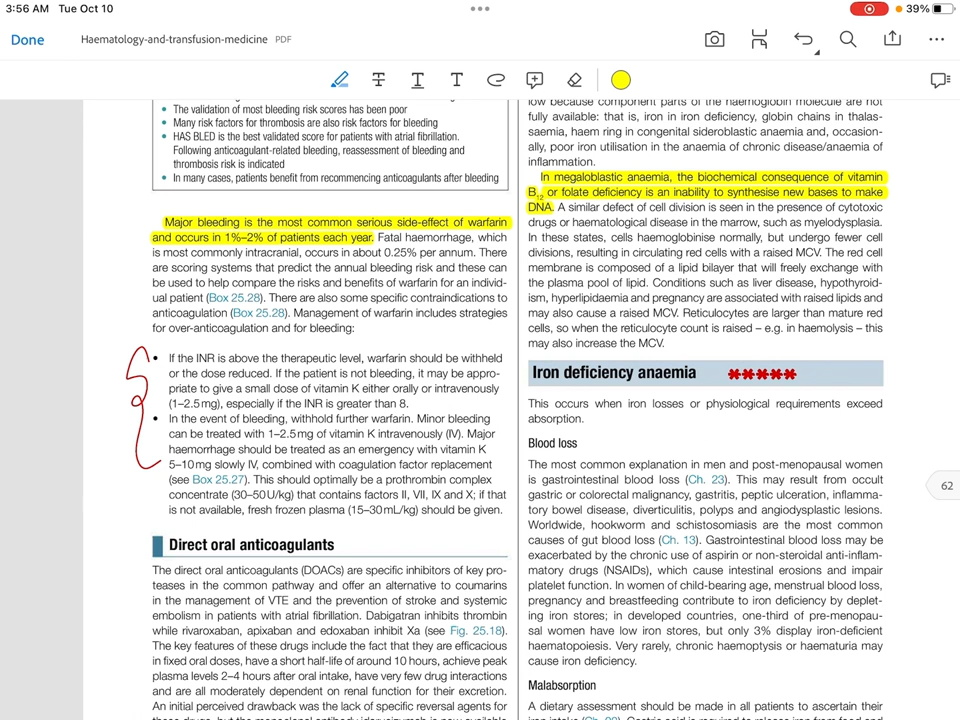 3:56 AM Tue Oct 10
39%
Done
Haematology-and-transfusion-medicine PDF
• The validation of most bleeding risk scores has been poor
• Many risk factors for thrombosis are also risk factors for bleeding
• HAS BLED is the best validated score for patients with atrial fibrillation.
Following anticoagulant-related bleeding, reassessment of bleeding and
thrombosis risk is indicated
• In many cases, patients benefit from recommencing anticoagulants after bleeding
Major bleeding is the most common serious side-effect of warfarin
and occurs in 1%–2% of patients each year. Fatal haemorrhage, which
is most commonly intracranial, occurs in about 0.25% per annum. There
are scoring systems that predict the annual bleeding risk and these can
be used to help compare the risks and benefits of warfarin for an individ-
ual patient (Box 25.28). There are also some specific contraindications to
anticoagulation (Box 25.28). Management of warfarin includes strategies
for over-anticoagulation and for bleeding:
• If the INR is above the therapeutic level, warfarin should be withheld
or the dose reduced. If the patient is not bleeding, it may be appro-
priate to give a small dose of vitamin K either orally or intravenously
(1–2.5 mg), especially if the INR is greater than 8.
• In the event of bleeding, withhold further warfarin. Minor bleeding
can be treated with 1–2.5 mg of vitamin K intravenously (IV). Major
haemorrhage should be treated as an emergency with vitamin K
5–10 mg slowly IV, combined with coagulation factor replacement
(see Box 25.27). This should optimally be a prothrombin complex
concentrate (30–50 U/kg) that contains factors II, VII, IX and X; if that
is not available, fresh frozen plasma (15–30 mL/kg) should be given.
Direct oral anticoagulants
The direct oral anticoagulants (DOACs) are specific inhibitors of key pro-
teases in the common pathway and offer an alternative to coumarins
in the management of VTE and the prevention of stroke and systemic
embolism in patients with atrial fibrillation. Dabigatran inhibits thrombin
while rivaroxaban, apixaban and edoxaban inhibit Xa (see Fig. 25.18).
The key features of these drugs include the fact that they are efficacious
in fixed oral doses, have a short half-life of around 10 hours, achieve peak
plasma levels 2–4 hours after oral intake, have very few drug interactions
and are all moderately dependent on renal function for their excretion.
An initial perceived drawback was the lack of specific reversal agents for
low because component parts of the haemoglobin molecule are not
fully available: that is, iron in iron deficiency, globin chains in thalas-
saemia, haem ring in congenital sideroblastic anaemia and, occasion-
ally, poor iron utilisation in the anaemia of chronic disease/anaemia of
inflammation.
In megaloblastic anaemia, the biochemical consequence of vitamin
B12 or folate deficiency is an inability to synthesise new bases to make
DNA. A similar defect of cell division is seen in the presence of cytotoxic
drugs or haematological disease in the marrow, such as myelodysplasia.
In these states, cells haemoglobinise normally, but undergo fewer cell
divisions, resulting in circulating red cells with a raised MCV. The red cell
membrane is composed of a lipid bilayer that will freely exchange with
the plasma pool of lipid. Conditions such as liver disease, hypothyroid-
ism, hyperlipidaemia and pregnancy are associated with raised lipids and
may also cause a raised MCV. Reticulocytes are larger than mature red
cells, so when the reticulocyte count is raised – e.g. in haemolysis – this
may also increase the MCV.
Iron deficiency anaemia *****
This occurs when iron losses or physiological requirements exceed
absorption.
Blood loss
The most common explanation in men and post-menopausal women
is gastrointestinal blood loss (Ch. 23). This may result from occult
gastric or colorectal malignancy, gastritis, peptic ulceration, inflamma-
tory bowel disease, diverticulitis, polyps and angiodysplastic lesions.
Worldwide, hookworm and schistosomiasis are the most common
causes of gut blood loss (Ch. 13). Gastrointestinal blood loss may be
exacerbated by the chronic use of aspirin or non-steroidal anti-inflam-
matory drugs (NSAIDs), which cause intestinal erosions and impair
platelet function. In women of child-bearing age, menstrual blood loss,
pregnancy and breastfeeding contribute to iron deficiency by deplet-
ing iron stores; in developed countries, one-third of pre-menopau-
sal women have low iron stores, but only 3% display iron-deficient
haematopoiesis. Very rarely, chronic haemoptysis or haematuria may
cause iron deficiency.
Malabsorption
A dietary assessment should be made in all patients to ascertain their
62